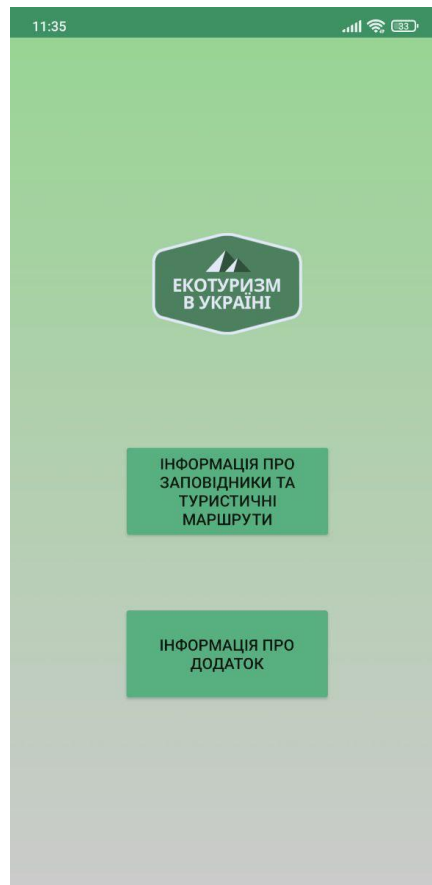 11:35
33
ЕКОТУРИЗМ
В УКРАЇНІ
ІНФОРМАЦІЯ ПРО
ЗАПОВІДНИКИ ТА
ТУРИСТИЧНІ
МАРШРУТИ
ІНФОРМАЦІЯ ПРО
ДОДАТОК